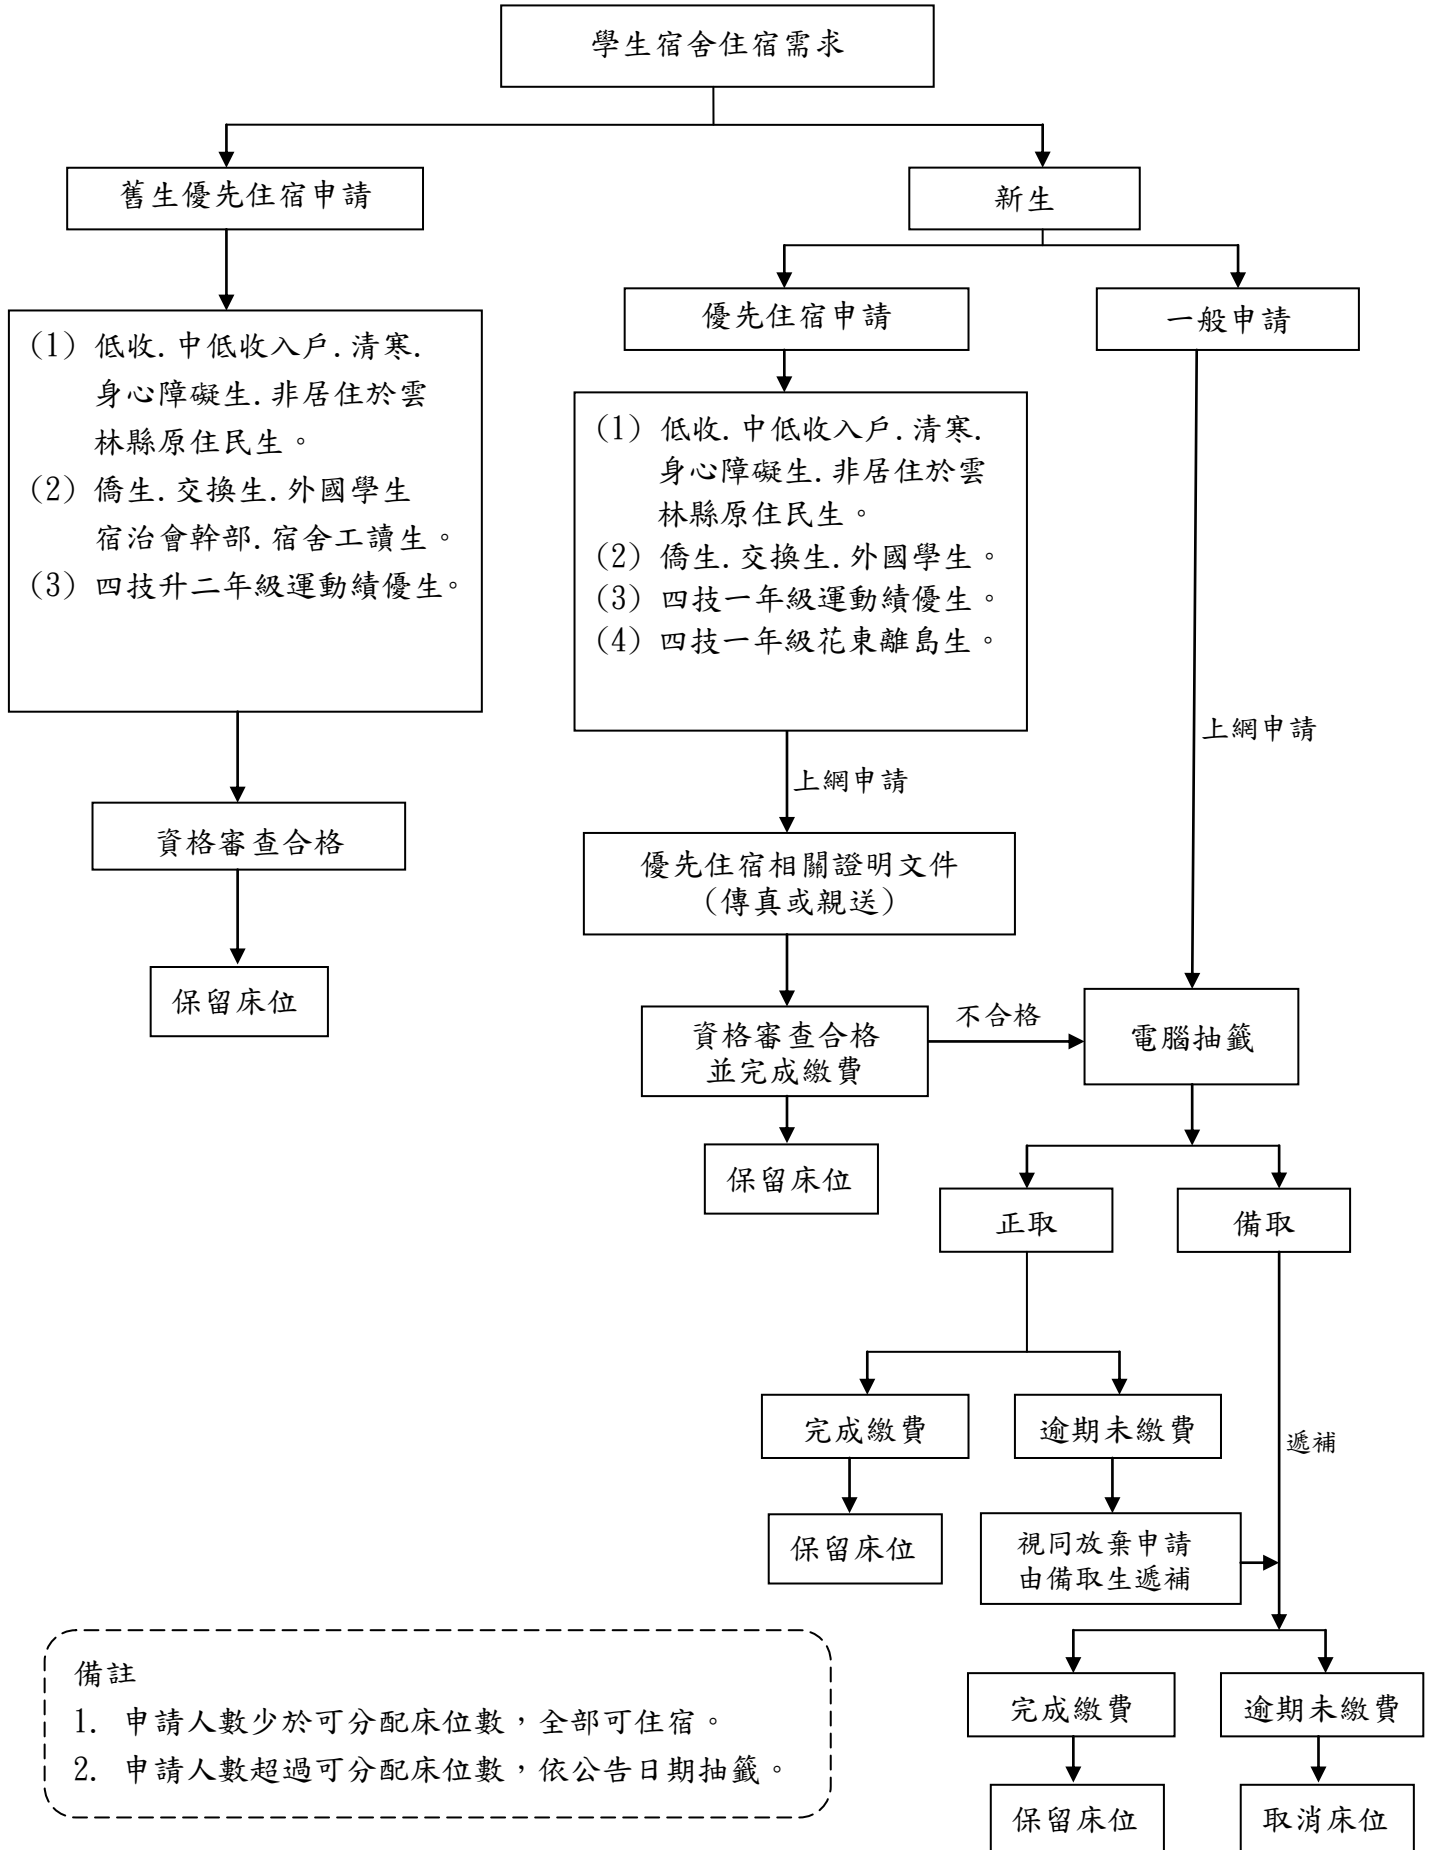 學生宿舍住宿需求
舊生優先住宿申請
新生
優先住宿申請
一般申請
(1) 低收.中低收入戶.清寒.
身心障礙生.非居住於雲
林縣原住民生。
(2) 僑生.交換生.外國學生
宿治會幹部.宿舍工讀生。
(3) 四技升二年級運動績優生。
(1) 低收.中低收入戶.清寒.
身心障礙生.非居住於雲
林縣原住民生。
(2) 僑生.交換生.外國學生。
(3) 四技一年級運動績優生。
(4) 四技一年級花東離島生。
上網申請
上網申請
資格審查合格
優先住宿相關證明文件
(傳真或親送)
保留床位
資格審查合格
並完成繳費
不合格
電腦抽籤
保留床位
正取
備取
完成繳費
逾期未繳費
遞補
保留床位
視同放棄申請
由備取生遞補
備註
1. 申請人數少於可分配床位數，全部可住宿。
2. 申請人數超過可分配床位數，依公告日期抽籤。
完成繳費
逾期未繳費
保留床位
取消床位